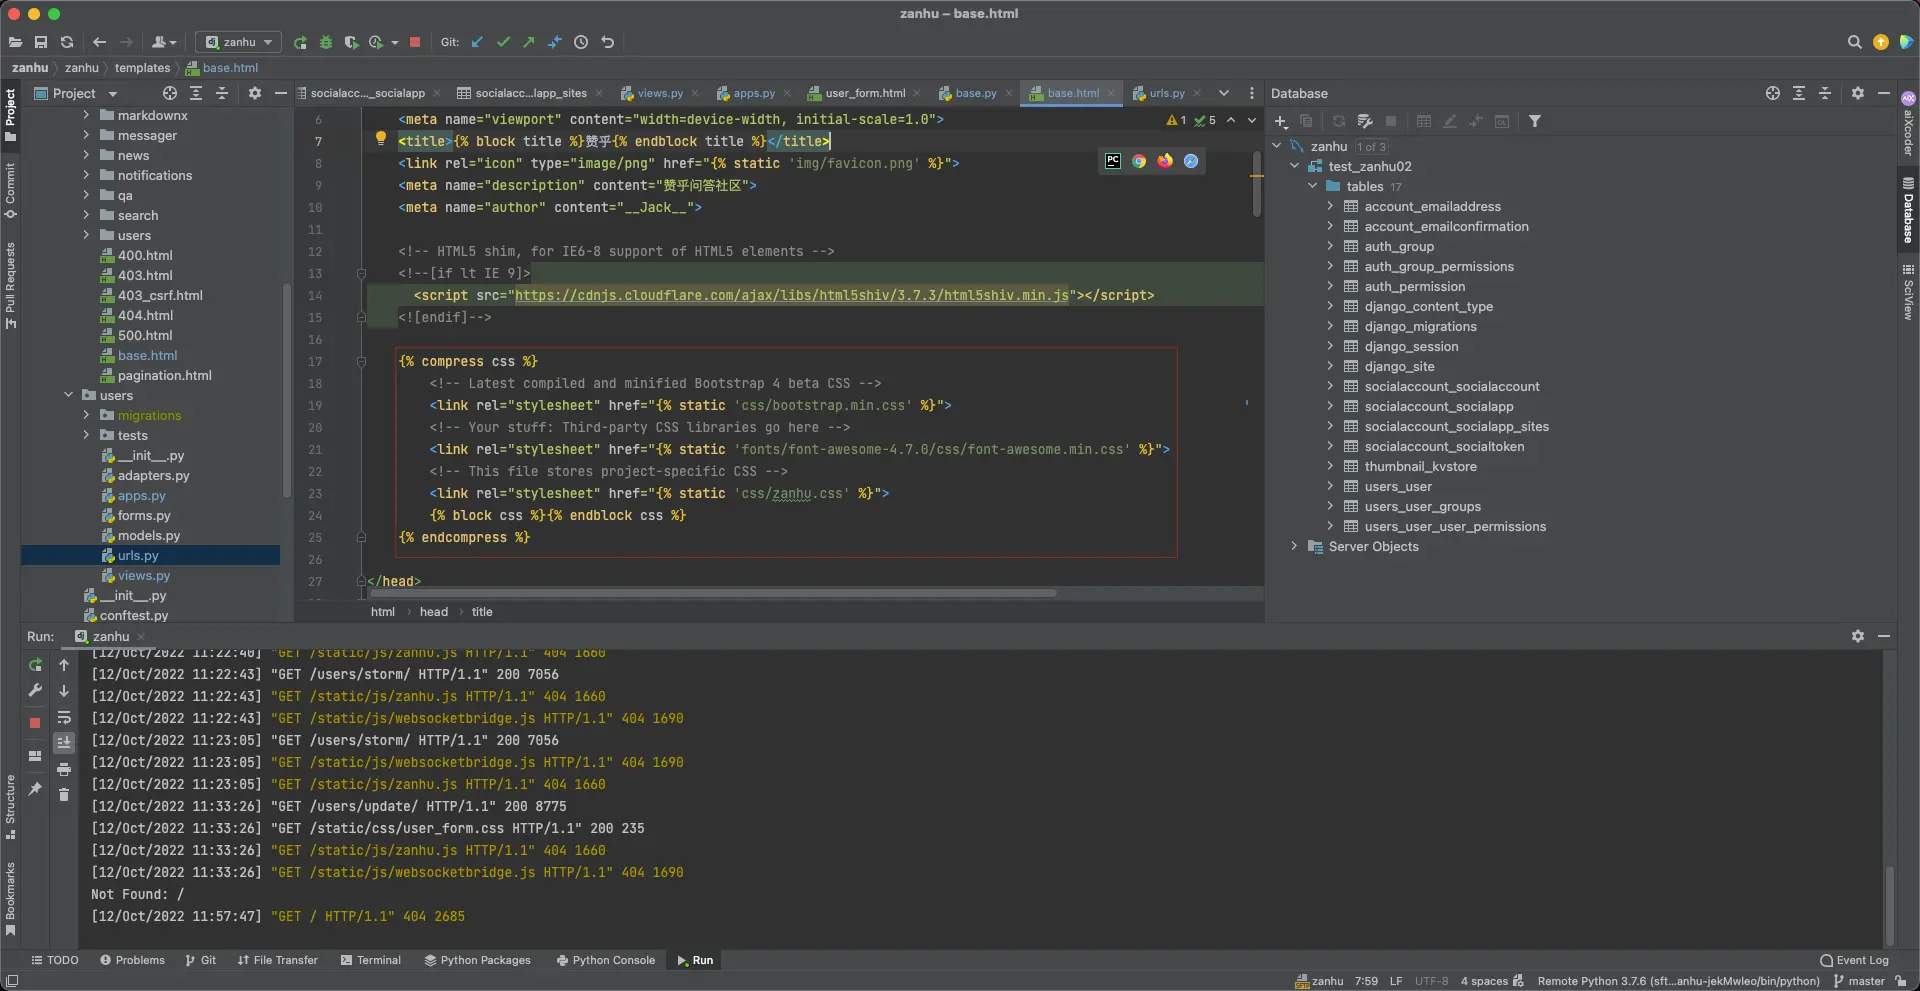 zanhu – base.html
zanhu
Git:
zanhu
zanhu
templates
base.html
Project
socialacc..._socialapp
socialacc...lapp_sites
views.py
apps.py
user_form.html
base.py
base.html
urls.py
Database
Project
Commit
Pull Requests
Structure
Bookmarks
markdownx
messager
news
notifications
qa
search
users
400.html
403.html
403_csrf.html
404.html
500.html
base.html
pagination.html
users
migrations
tests
__init__.py
adapters.py
apps.py
forms.py
models.py
urls.py
views.py
__init__.py
conftest.py
1
5
6 <meta name="viewport" content="width=device-width, initial-scale=1.0">
7 <title>{% block title %}赞乎{% endblock title %}</title>
8 <link rel="icon" type="image/png" href="{% static 'img/favicon.png' %}">
9 <meta name="description" content="赞乎问答社区">
10 <meta name="author" content="__Jack__">
11
12 <!-- HTML5 shim, for IE6-8 support of HTML5 elements -->
13 <!--[if lt IE 9]>
14 <script src="https://cdnjs.cloudflare.com/ajax/libs/html5shiv/3.7.3/html5shiv.min.js"></script>
15 <![endif]-->
16
17 {% compress css %}
18 <!-- Latest compiled and minified Bootstrap 4 beta CSS -->
19 <link rel="stylesheet" href="{% static 'css/bootstrap.min.css' %}">
20 <!-- Your stuff: Third-party CSS libraries go here -->
21 <link rel="stylesheet" href="{% static 'fonts/font-awesome-4.7.0/css/font-awesome.min.css' %}">
22 <!-- This file stores project-specific CSS -->
23 <link rel="stylesheet" href="{% static 'css/zanhu.css' %}">
24 {% block css %}{% endblock css %}
25 {% endcompress %}
26
27 </head>
html
head
title
zanhu 1 of 3
test_zanhu02
tables 17
account_emailaddress
account_emailconfirmation
auth_group
auth_group_permissions
auth_permission
django_content_type
django_migrations
django_session
django_site
socialaccount_socialaccount
socialaccount_socialapp
socialaccount_socialapp_sites
socialaccount_socialtoken
thumbnail_kvstore
users_user
users_user_groups
users_user_user_permissions
Server Objects
aiXcoder
Database
SciView
Run:
zanhu
[12/Oct/2022 11:22:40] "GET /static/js/zanhu.js HTTP/1.1" 404 1660
[12/Oct/2022 11:22:43] "GET /users/storm/ HTTP/1.1" 200 7056
[12/Oct/2022 11:22:43] "GET /static/js/zanhu.js HTTP/1.1" 404 1660
[12/Oct/2022 11:22:43] "GET /static/js/websocketbridge.js HTTP/1.1" 404 1690
[12/Oct/2022 11:23:05] "GET /users/storm/ HTTP/1.1" 200 7056
[12/Oct/2022 11:23:05] "GET /static/js/websocketbridge.js HTTP/1.1" 404 1690
[12/Oct/2022 11:23:05] "GET /static/js/zanhu.js HTTP/1.1" 404 1660
[12/Oct/2022 11:33:26] "GET /users/update/ HTTP/1.1" 200 8775
[12/Oct/2022 11:33:26] "GET /static/css/user_form.css HTTP/1.1" 200 235
[12/Oct/2022 11:33:26] "GET /static/js/zanhu.js HTTP/1.1" 404 1660
[12/Oct/2022 11:33:26] "GET /static/js/websocketbridge.js HTTP/1.1" 404 1690
Not Found: /
[12/Oct/2022 11:57:47] "GET / HTTP/1.1" 404 2685
TODO
Problems
Git
File Transfer
Terminal
Python Packages
Python Console
Run
Event Log
zanhu
7:59
LF
UTF-8
4 spaces
Remote Python 3.7.6 (sft...anhu-jekMwleo/bin/python)
master